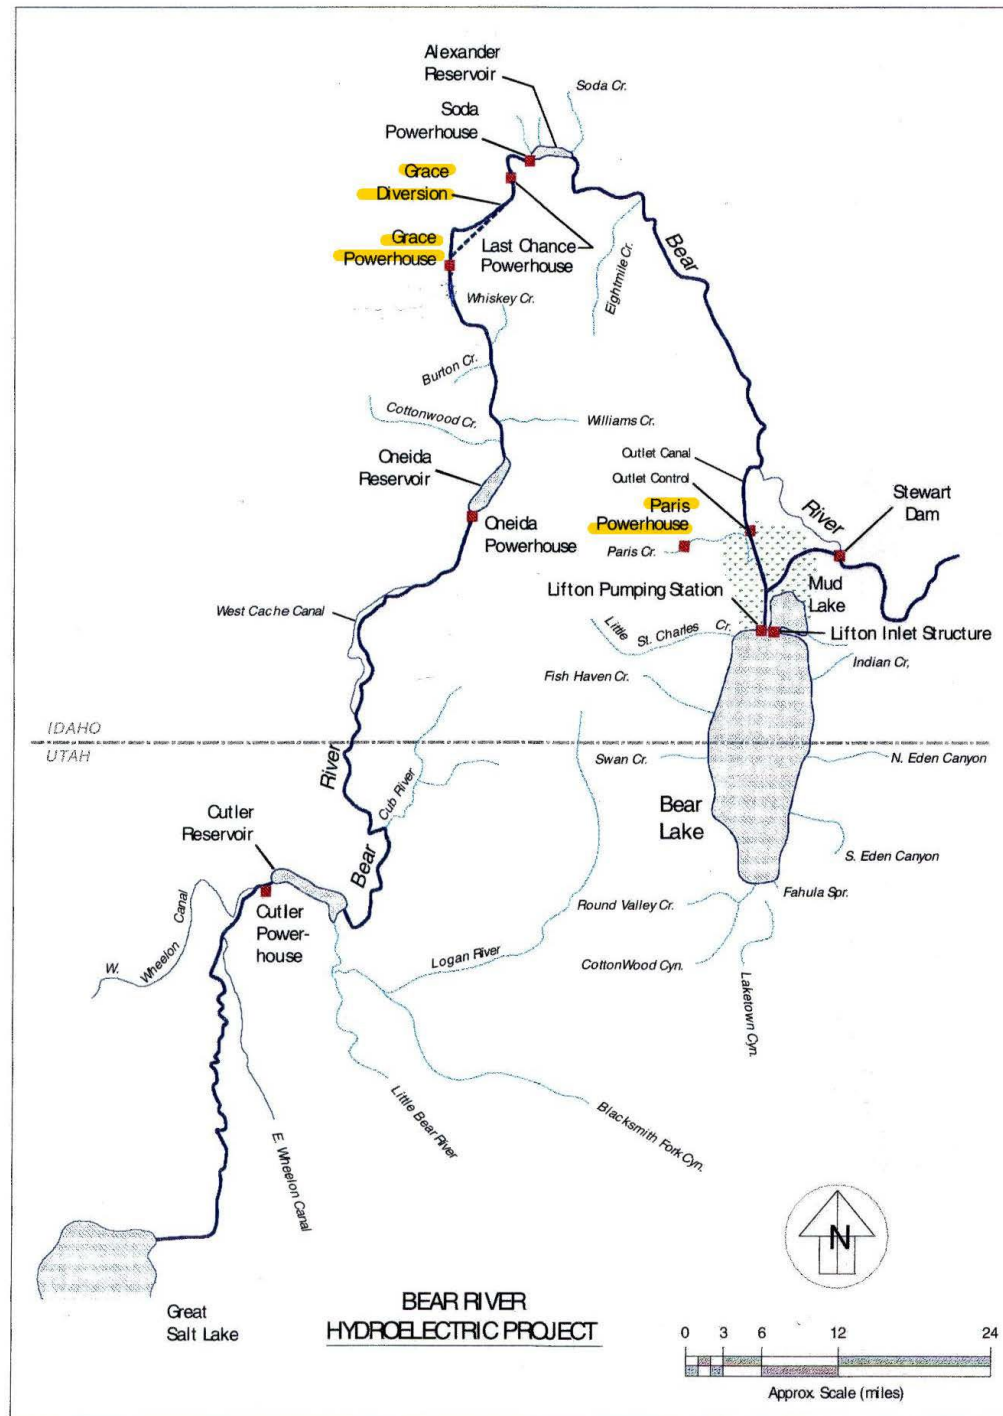 Alexander
Reservoir
Soda Cr.
Soda
Powerhouse
Grace
Diversion
Grace
Powerhouse
Last Chance
Powerhouse
Bear
Eightmile Cr.
Whiskey Cr.
Burton Cr.
Cottonwood Cr.
Williams Cr.
Oneida
Reservoir
Outlet Canal
Outlet Control
Paris
Powerhouse
River
Stewart
Dam
Oneida
Powerhouse
Paris Cr.
Mud
Lake
Lifton Pumping Station
West Cache Canal
Little
St. Charles
Cr.
Lifton Inlet Structure
Fish Haven Cr.
Indian Cr,
IDAHO
UTAH
River
Cub River
Swan Cr.
N. Eden Canyon
Bear
Lake
Cutler
Reservoir
Bear
S. Eden Canyon
Fahula Spr.
Round Valley Cr.
W.
Wheelon
Canal
Cutler
Power-
house
Logan River
CottonWood Cyn.
Laketown Cyn.
Little Bear River
Blacksmith Fork Cyn.
E. Wheelon Canal
N
Great
Salt Lake
BEAR RIVER
HYDROELECTRIC PROJECT
0 3 6 12 24
Approx. Scale (miles)